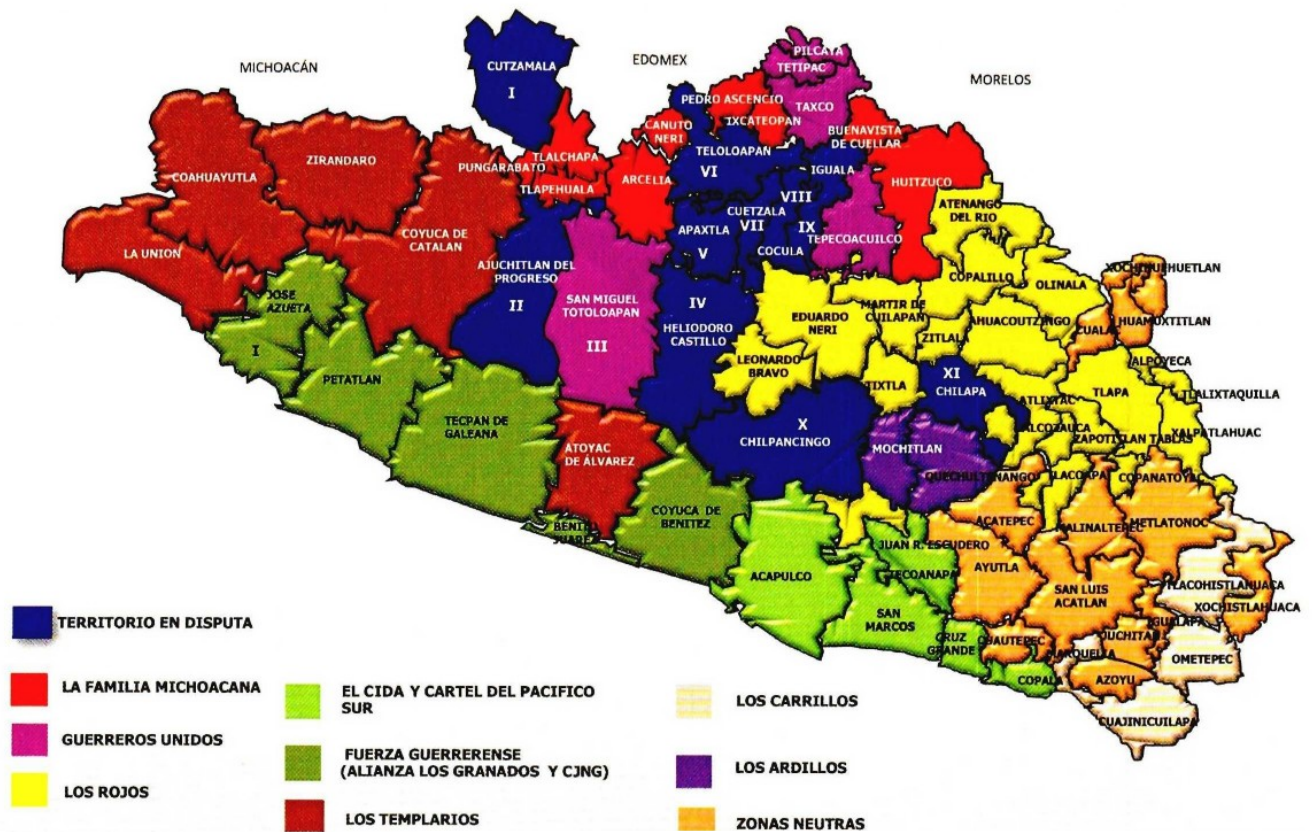 MICHOACÁN
EDOMEX
MORELOS
CUTZAMALA
I
PILCAYA
TETIPAC
TAXCO
PEDRO ASCENCIO
IXCATEOPAN
CANUTO
NERI
BUENAVISTA
DE CUELLAR
ZIRANDARO
COAHUAYUTLA
PUNGARABATO
TLALCHAPA
TLAPEHUALA
ARCELIA
TELOLOAPAN
VI
IGUALA
VIII
HUITZUCO
ATENANGO
DEL RIO
LA UNION
COYUCA DE
CATALAN
AJUCHITLAN DEL
PROGRESO
II
SAN MIGUEL
TOTOLOAPAN
III
APAXTLA
V
CUETZALA
VII
IX
COCULA
TEPECOACUILCO
COPALILLO
OLINALA
XOCHIHUEHUETLAN
HUAMUXTITLAN
CUALAC
JOSE
AZUETA
I
PETATLAN
IV
HELIODORO
CASTILLO
EDUARDO
NERI
MARTIR DE
CUILAPAN
AHUACOUTZINGO
ZITLAL
LEONARDO
BRAVO
TIXTLA
XI
CHILAPA
ALPOYECA
TLALIXTAQUILLA
TLAPA
ATLIXTAC
ALCOZAUCA
ZAPOTITLAN TABLAS
XALPATLAHUAC
TECPAN DE
GALEANA
ATOYAC
DE ÁLVAREZ
X
CHILPANCINGO
MOCHITLAN
QUECHULTENANGO
TLACOAPA
COPANATOYAC
BENITO
JUAREZ
COYUCA DE
BENITEZ
ACATEPEC
MALINALTEPEC
METLATONOC
ACAPULCO
JUAN R. ESCUDERO
TECOANAPA
AYUTLA
SAN LUIS
ACATLAN
TLACOHISTLAHUACA
XOCHISTLAHUACA
SAN
MARCOS
CRUZ
GRANDE
CUAUTEPEC
IGUALAPA
MARQUELIA
OMETEPEC
COPALA
AZOYU
CUAJINICUILAPA
TERRITORIO EN DISPUTA
LA FAMILIA MICHOACANA
GUERREROS UNIDOS
LOS ROJOS
EL CIDA Y CARTEL DEL PACIFICO
SUR
FUERZA GUERRERENSE
(ALIANZA LOS GRANADOS Y CJNG)
LOS TEMPLARIOS
LOS CARRILLOS
LOS ARDILLOS
ZONAS NEUTRAS